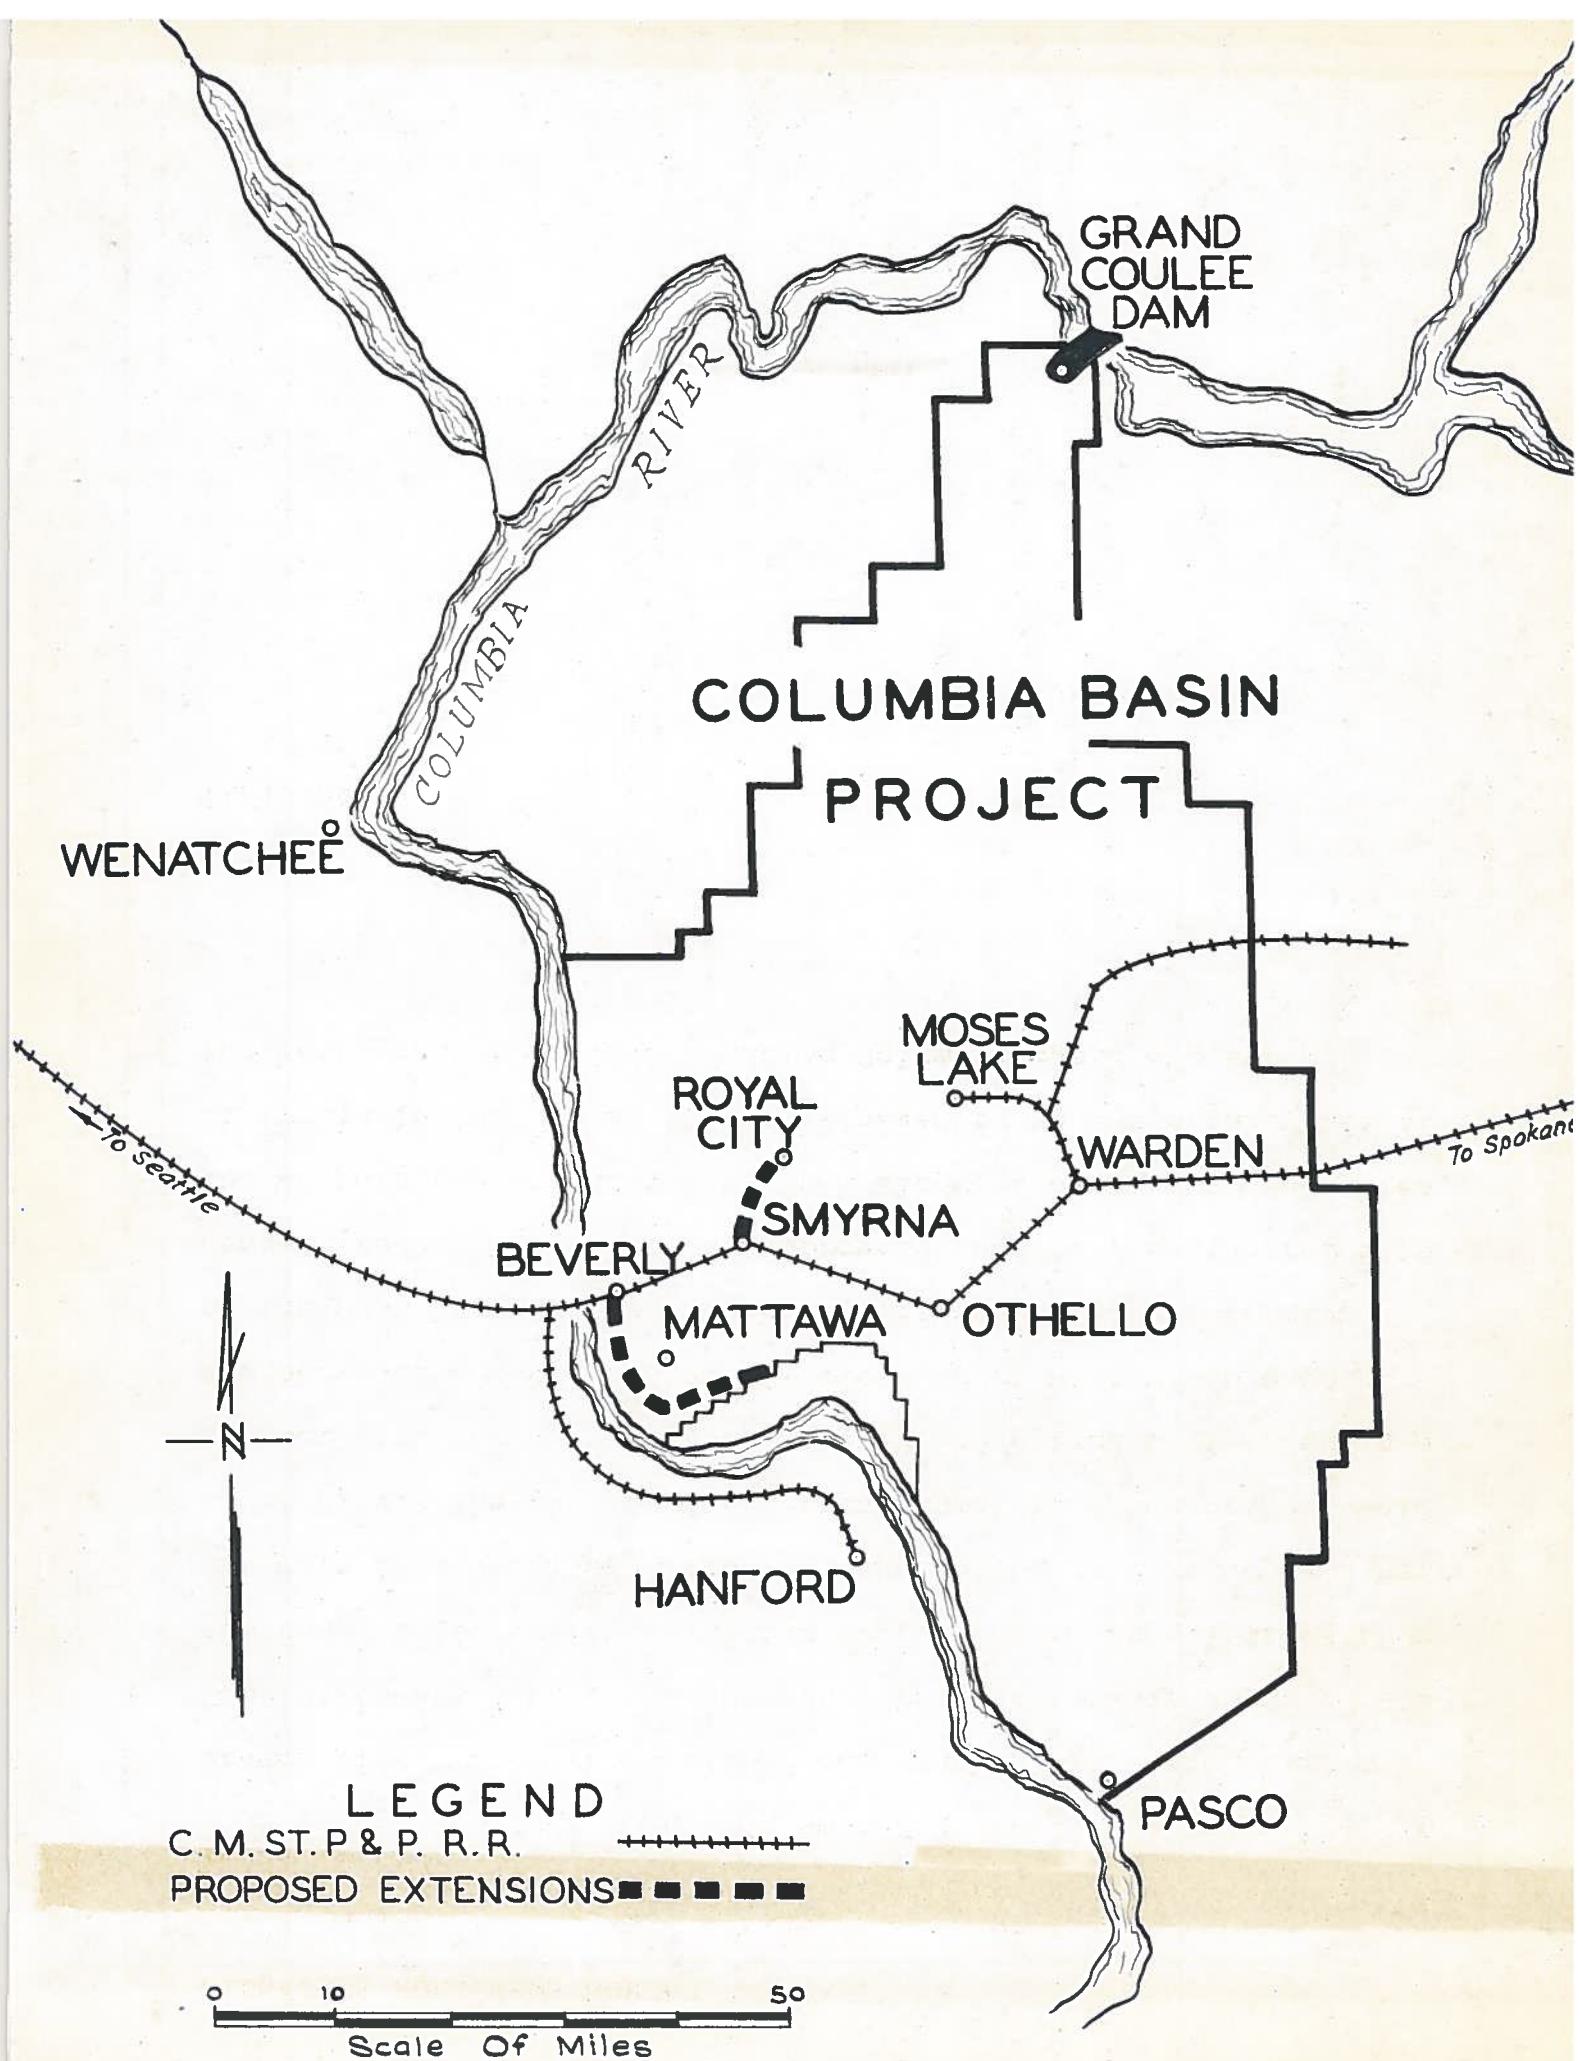 GRAND
COULEE
DAM
RIVER
COLUMBIA
COLUMBIA BASIN
PROJECT
WENATCHEE
MOSES
LAKE
ROYAL
CITY
To Seattle
WARDEN
To Spokane
SMYRNA
BEVERLY
MATTAWA
OTHELLO
N
HANFORD
PASCO
LEGEND
C. M. ST. P & P. R.R.
PROPOSED EXTENSIONS
0 10 50
Scale Of Miles